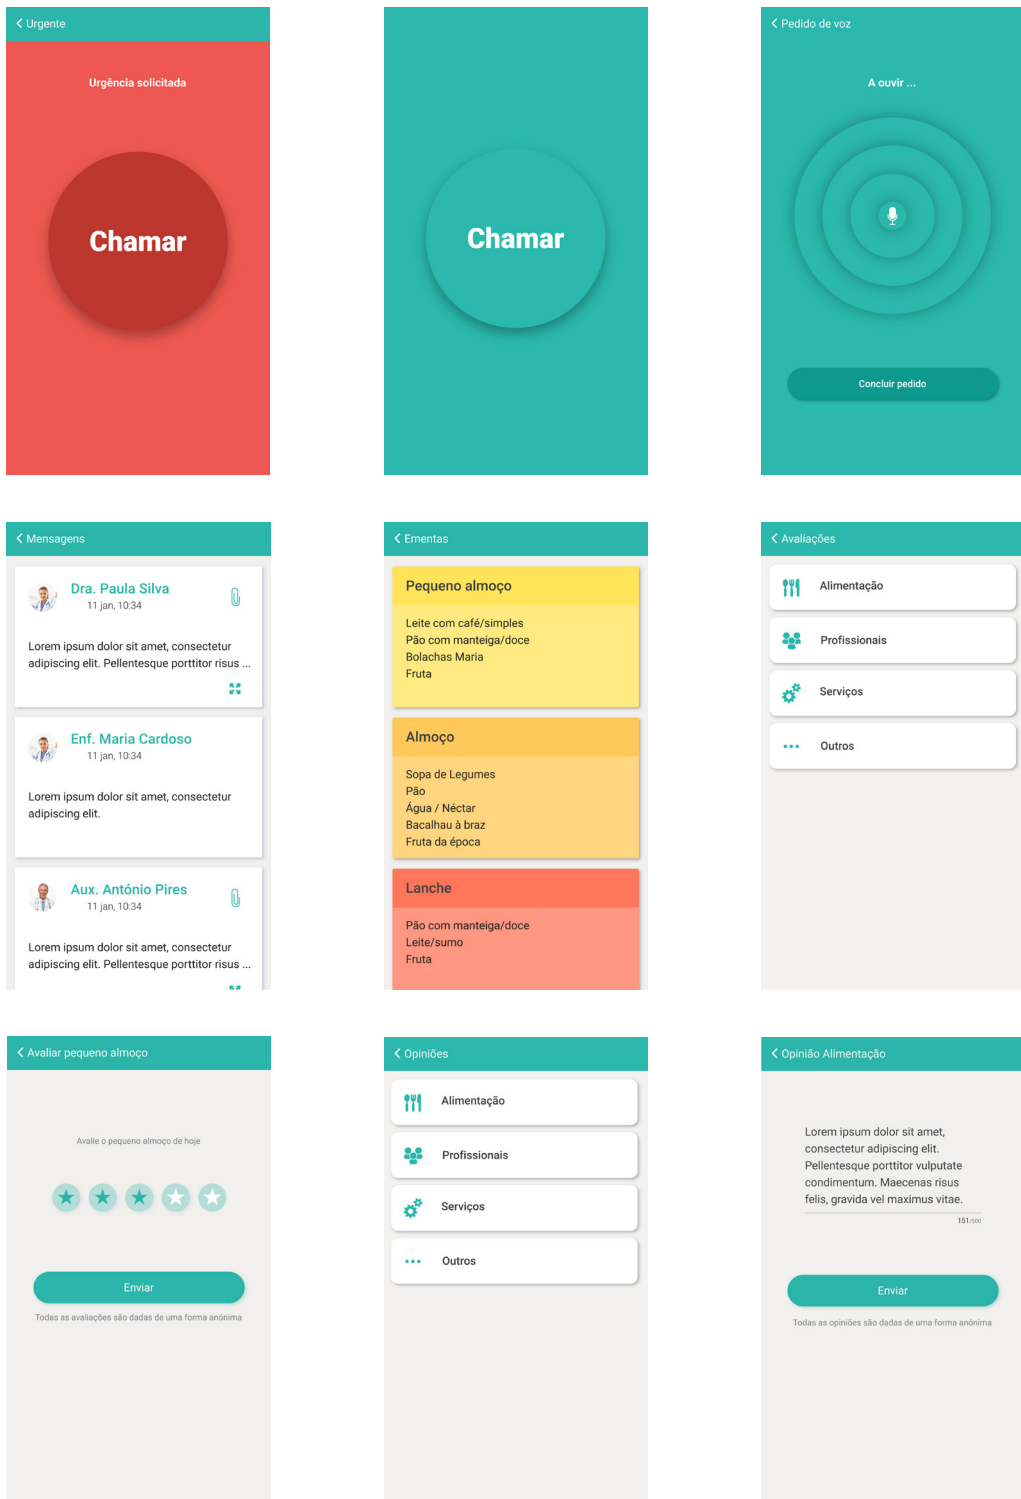 Urgente
Urgência solicitada
Chamar
Chamar
Pedido de voz
A ouvir ...
Concluir pedido
Mensagens
Dra. Paula Silva
11 jan, 10:34
Lorem ipsum dolor sit amet, consectetur
adipiscing elit. Pellentesque porttitor risus ...
Enf. Maria Cardoso
11 jan, 10:34
Lorem ipsum dolor sit amet, consectetur
adipiscing elit.
Aux. António Pires
11 jan, 10:34
Lorem ipsum dolor sit amet, consectetur
adipiscing elit. Pellentesque porttitor risus ...
Ementas
Pequeno almoço
Leite com café/simples
Pão com manteiga/doce
Bolachas Maria
Fruta
Almoço
Sopa de Legumes
Pão
Água / Néctar
Bacalhau à braz
Fruta da época
Lanche
Pão com manteiga/doce
Leite/sumo
Fruta
Avaliações
Alimentação
Profissionais
Serviços
Outros
Avaliar pequeno almoço
Avalie o pequeno almoço de hoje
Enviar
Todas as avaliações são dadas de uma forma anónima
Opiniões
Alimentação
Profissionais
Serviços
Outros
Opinião Alimentação
Lorem ipsum dolor sit amet,
consectetur adipiscing elit.
Pellentesque porttitor vulputate
condimentum. Maecenas risus
felis, gravida vel maximus vitae.
151/500
Enviar
Todas as opiniões são dadas de uma forma anónima